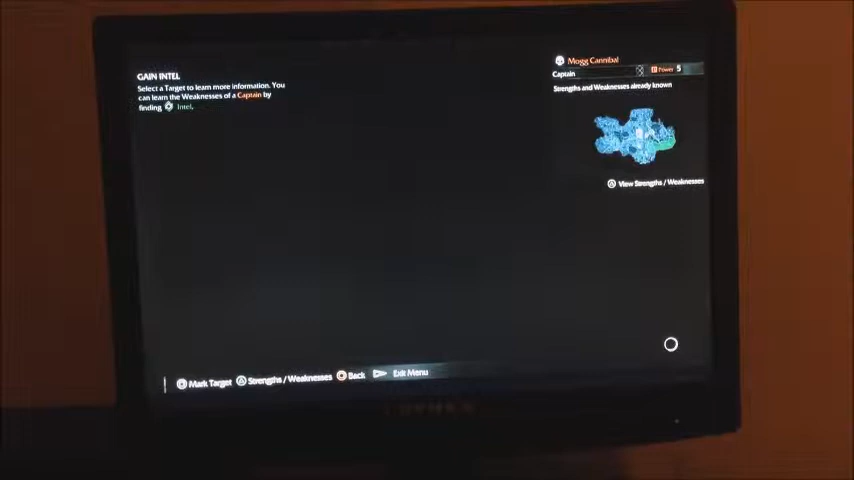 GAIN INTEL
Select a Target to learn more information. You
can learn the Weaknesses of a Captain by
finding Intel.
Mogg Cannibal
Captain
Power 5
Strengths and Weaknesses already known
View Strengths / Weaknesses
Mark Target Strengths / Weaknesses Back Exit Menu